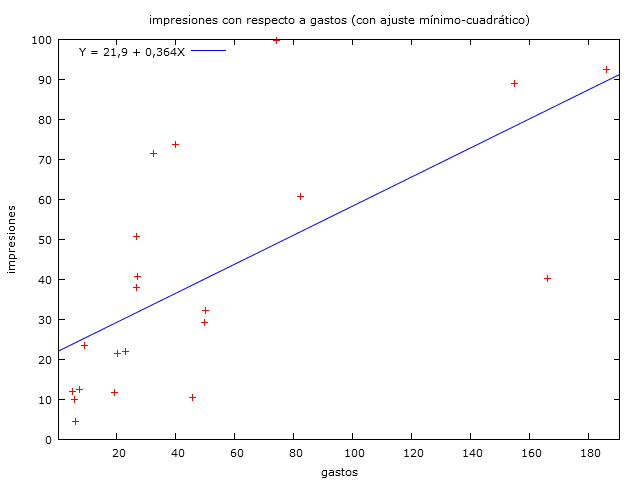 impresiones con respecto a gastos (con ajuste mínimo-cuadrático)
Y = 21,9 + 0,364X
100
90
80
70
60
50
40
30
20
10
0
impresiones
20 40 60 80 100 120 140 160 180
gastos